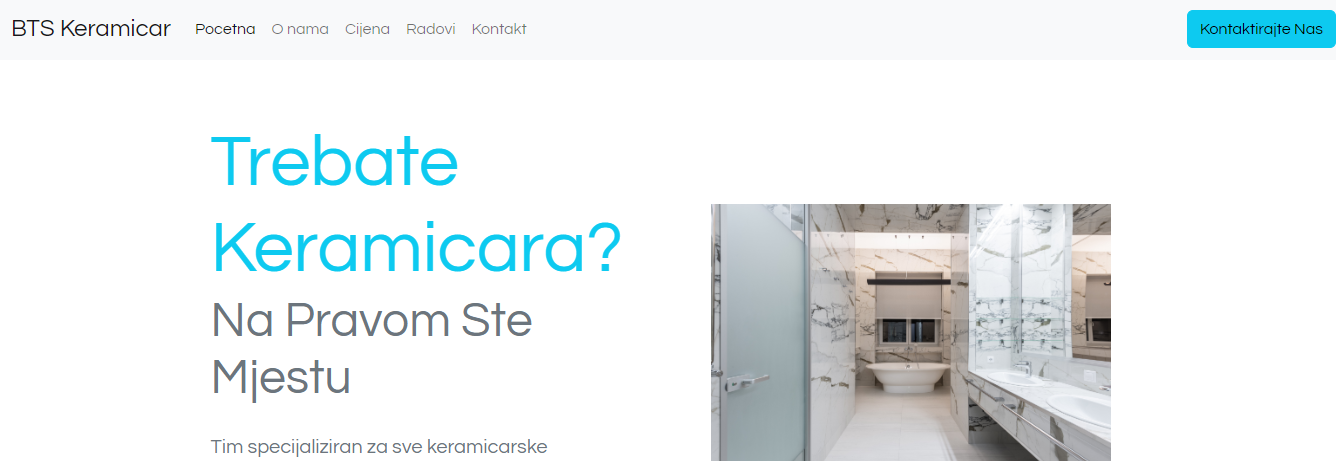 BTS Keramicar
Pocetna
O nama
Cijena
Radovi
Kontakt
Kontaktirajte Nas
Trebate
Keramicara?
Na Pravom Ste
Mjestu
Tim specijaliziran za sve keramicarske